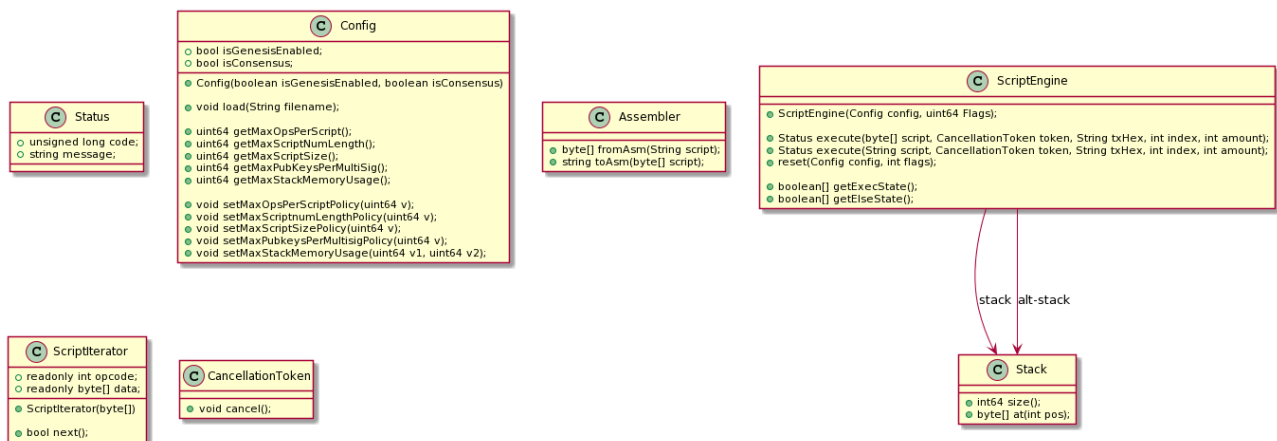 C Status
unsigned long code;
string message;
C Config
bool isGenesisEnabled;
bool isConsensus;
Config(boolean isGenesisEnabled, boolean isConsensus)
void load(String filename);
uint64 getMaxOpsPerScript();
uint64 getMaxScriptNumLength();
uint64 getMaxScriptSize();
uint64 getMaxPubKeysPerMultiSig();
uint64 getMaxStackMemoryUsage();
void setMaxOpsPerScriptPolicy(uint64 v);
void setMaxScriptnumLengthPolicy(uint64 v);
void setMaxScriptSizePolicy(uint64 v);
void setMaxPubkeysPerMultisigPolicy(uint64 v);
void setMaxStackMemoryUsage(uint64 v1, uint64 v2);
C Assembler
byte[] fromAsm(String script);
string toAsm(byte[] script);
C ScriptEngine
ScriptEngine(Config config, uint64 Flags);
Status execute(byte[] script, CancellationToken token, String txHex, int index, int amount);
Status execute(String script, CancellationToken token, String txHex, int index, int amount);
reset(Config config, int flags);
boolean[] getExecState();
boolean[] getElseState();
stack
alt-stack
C ScriptIterator
readonly int opcode;
readonly byte[] data;
ScriptIterator(byte[])
bool next();
C CancellationToken
void cancel();
C Stack
int64 size();
byte[] at(int pos);